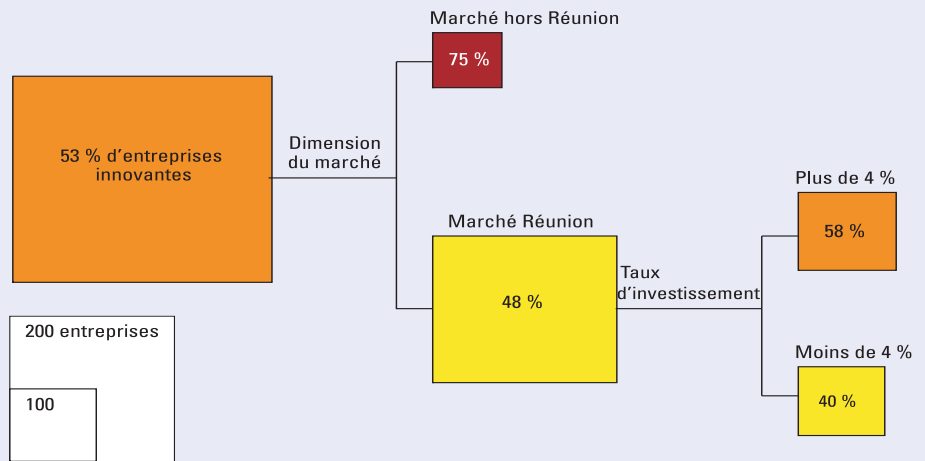 Marché hors Réunion
75 %
53 % d'entreprises
innovantes
Dimension
du marché
Marché Réunion
48 %
Taux
d'investissement
Plus de 4 %
58 %
Moins de 4 %
40 %
200 entreprises
100